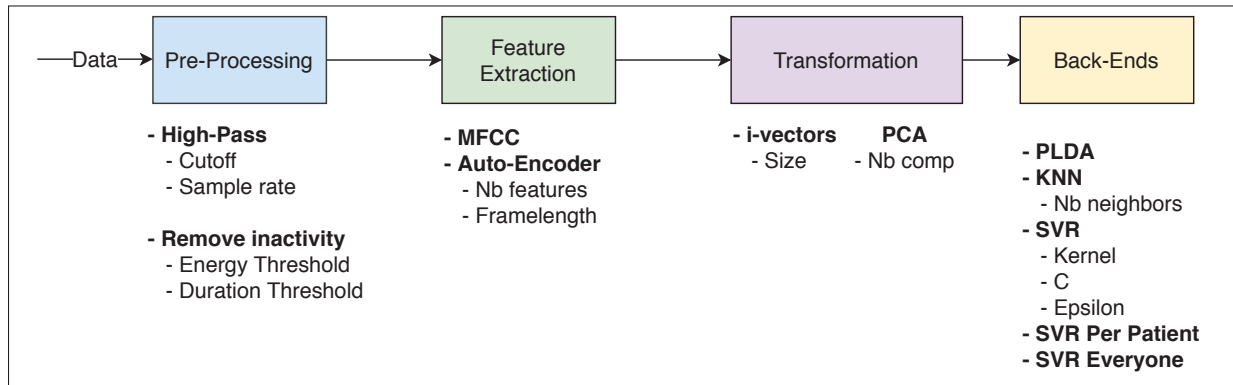 Data
Pre-Processing
Feature
Extraction
Transformation
Back-Ends
- High-Pass
- Cutoff
- Sample rate
- Remove inactivity
- Energy Threshold
- Duration Threshold
- MFCC
- Auto-Encoder
- Nb features
- Framelength
- i-vectors
- Size
PCA
- Nb comp
- PLDA
- KNN
- Nb neighbors
- SVR
- Kernel
- C
- Epsilon
- SVR Per Patient
- SVR Everyone